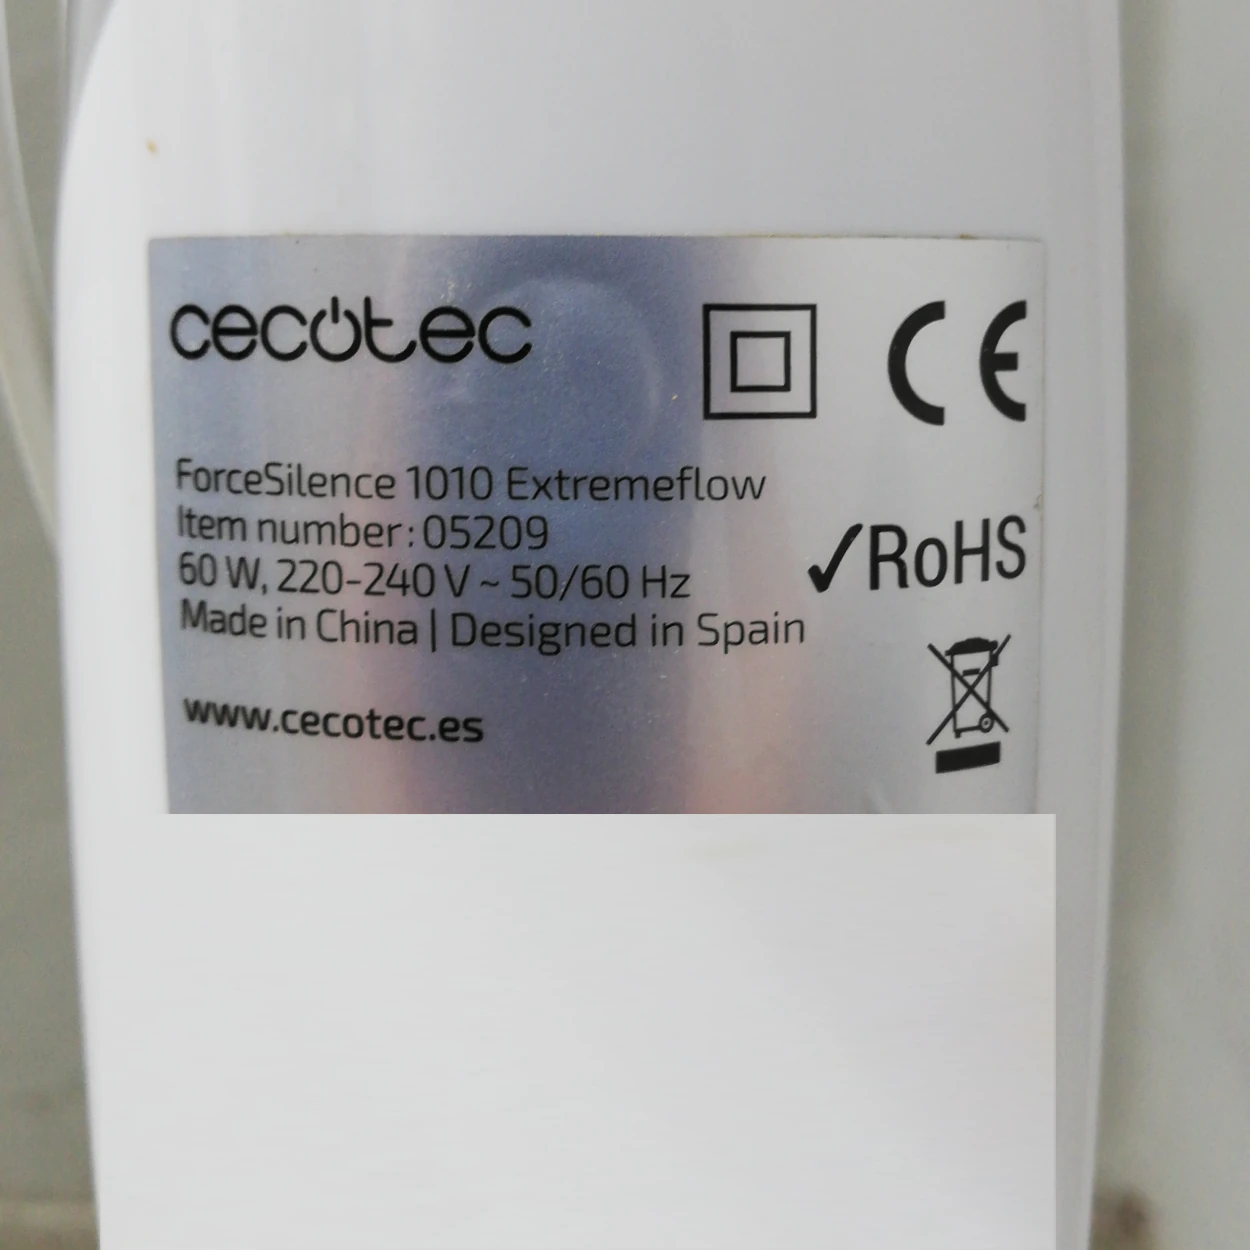 cecotec
CE
ForceSilence 1010 Extremeflow
Item number: 05209
60 W, 220-240 V ~ 50/60 Hz
Made in China | Designed in Spain
✓RoHS
www.cecotec.es